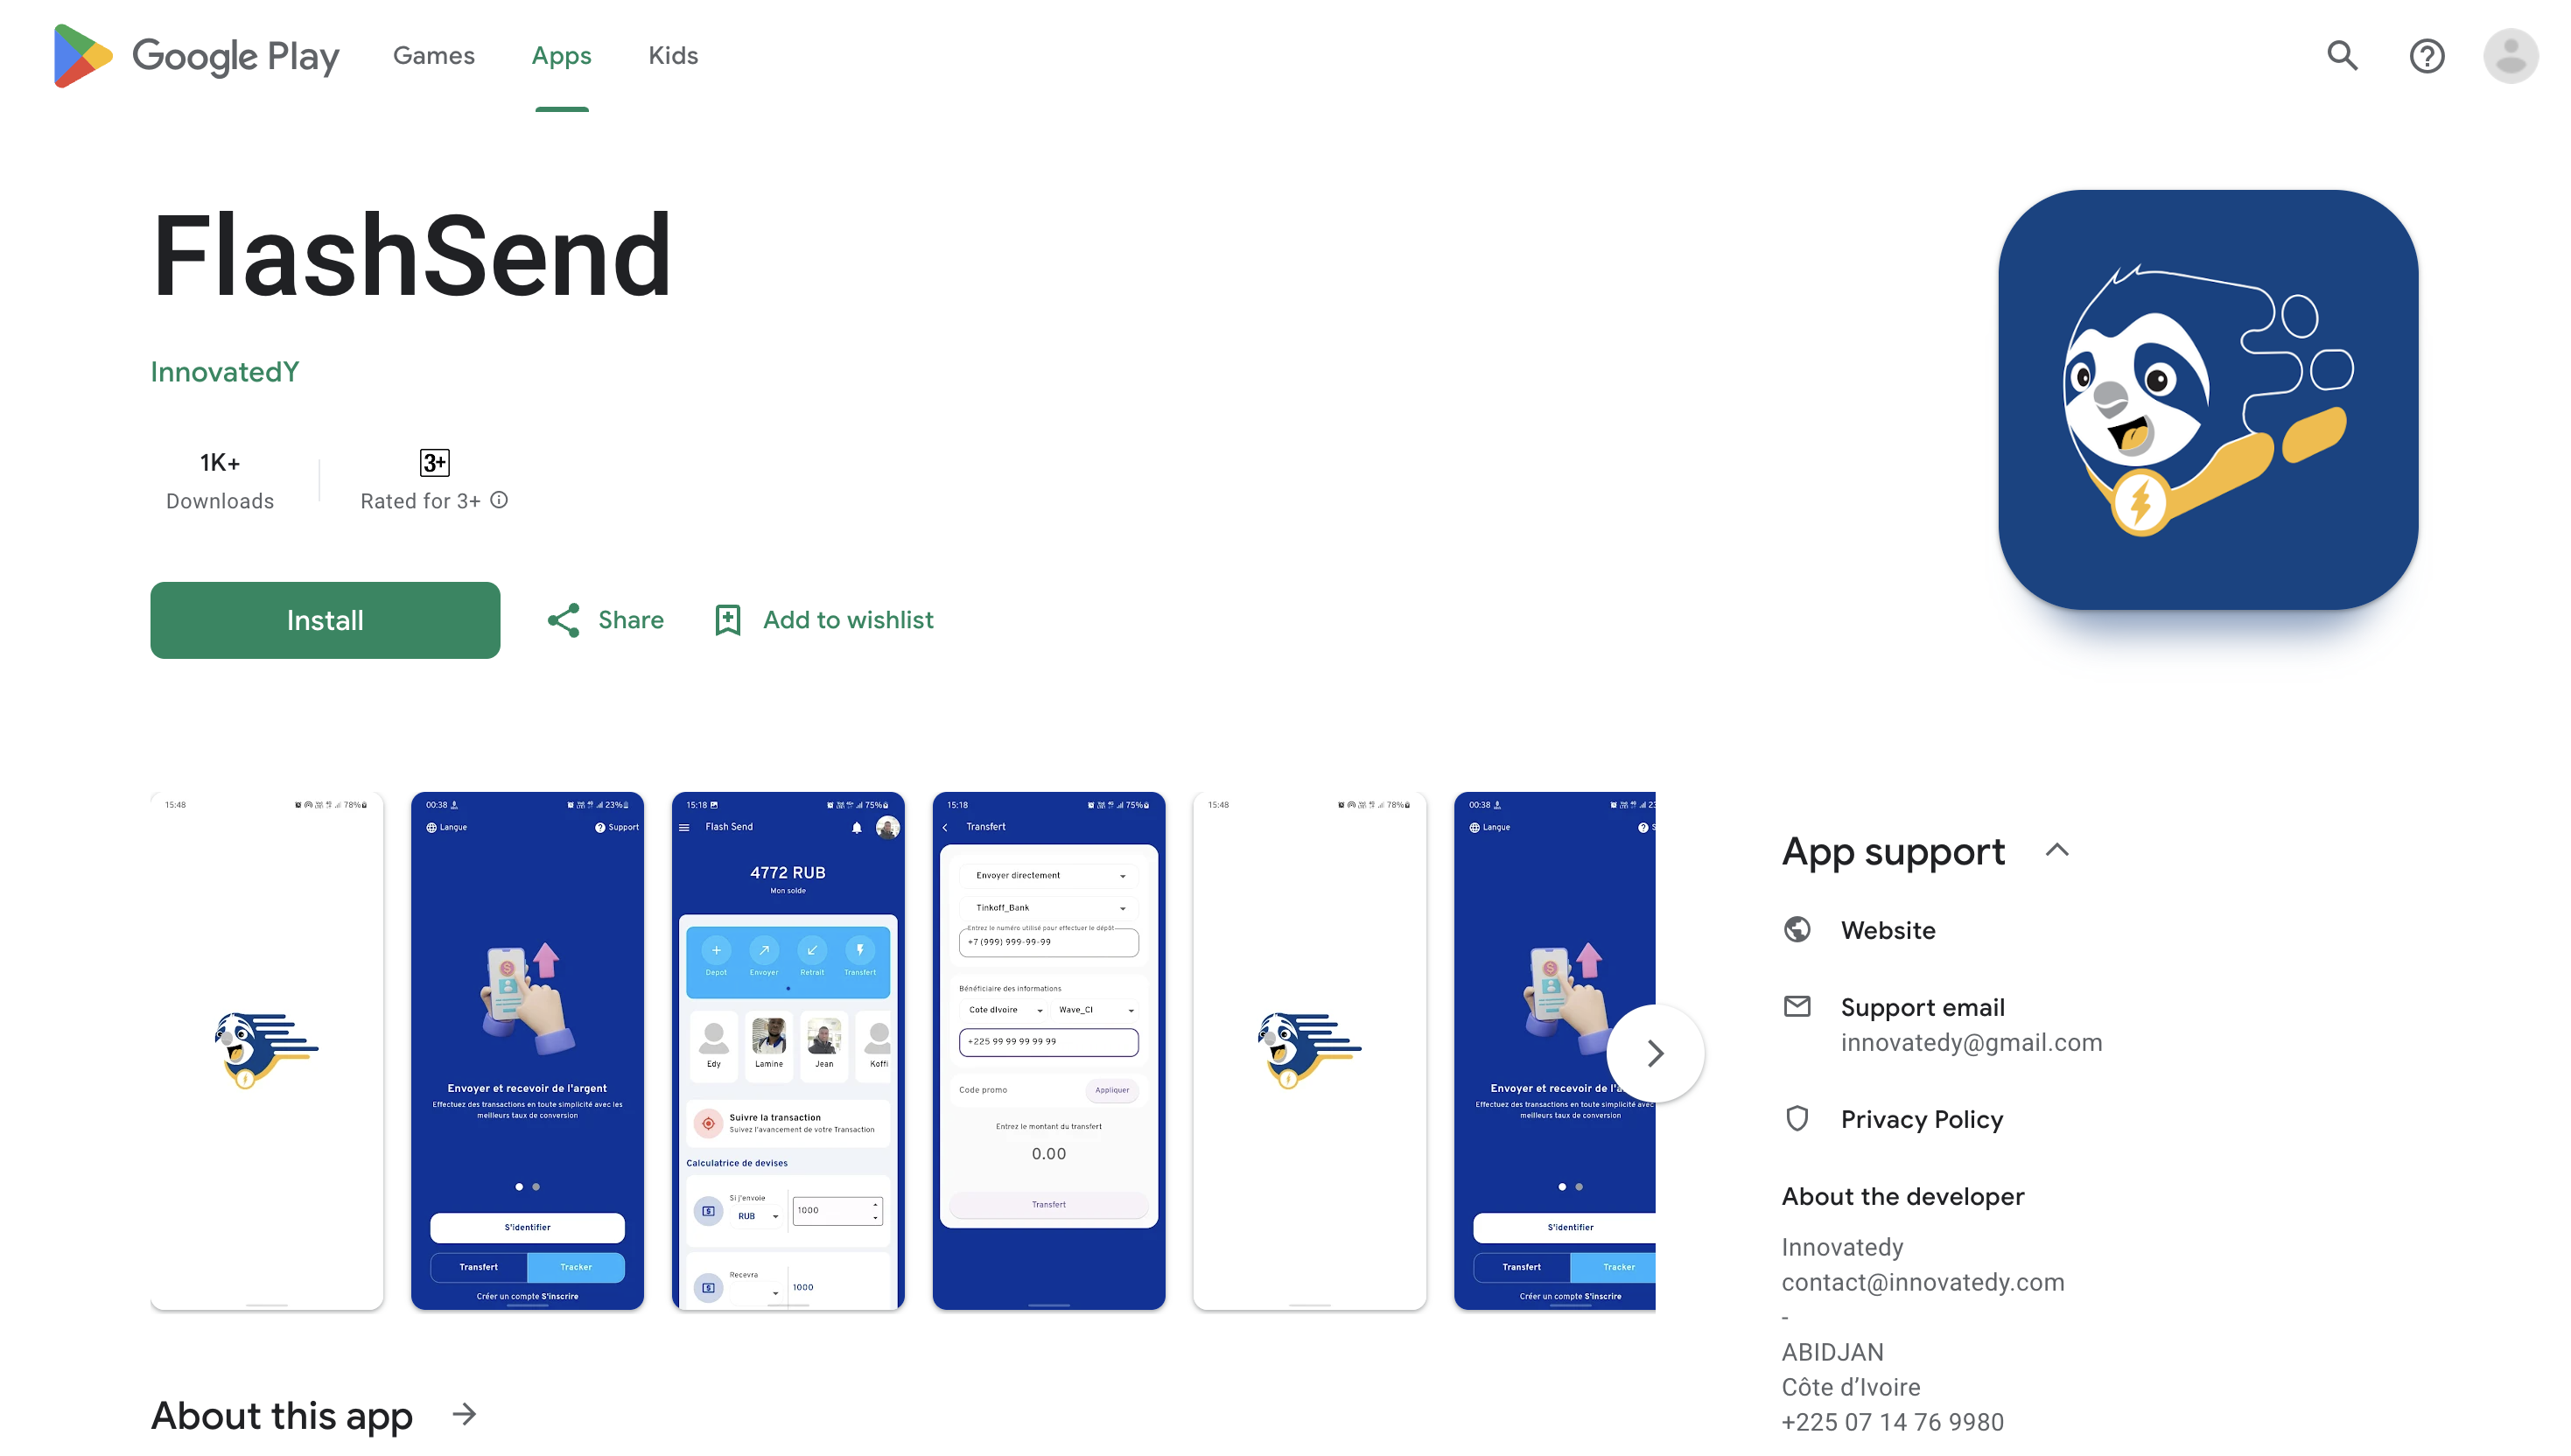 Google Play
Games
Apps
Kids
FlashSend
InnovatedY
1K+
Downloads
3+
Rated for 3+
Install
Share
Add to wishlist
15:48
78%
00:38
23%
Langue
Support
Envoyer et recevoir de l'argent
Effectuez des transactions en toute simplicité avec les
meilleurs taux de conversion
S'identifier
Transfert
Tracker
Créer un compte S'inscrire
15:18
75%
Flash Send
4772 RUB
Mon solde
Depot
Envoyer
Retrait
Transfert
Edy
Lamine
Jean
Koffi
Suivre la transaction
Suivez l'avancement de votre Transaction
Calculatrice de devises
Si j'envoie
RUB
1000
Recevra
1000
15:18
75%
Transfert
Envoyer directement
Tinkoff_Bank
Entrez le numéro utilisé pour effectuer le dépôt
+7 (999) 999-99-99
Bénéficiaire des informations
Cote dIvoire
Wave_CI
+225 99 99 99 99 99
Code promo
Appliquer
Entrez le montant du transfert
0.00
Transfert
15:48
78%
00:38
23
Langue
S
Envoyer et recevoir de l'a
Effectuez des transactions en toute simplicité avec
meilleurs taux de conversion
S'identifier
Transfert
Tracker
Créer un compte S'inscrire
App support
Website
Support email
innovatedy@gmail.com
Privacy Policy
About the developer
Innovatedy
contact@innovatedy.com
-
ABIDJAN
Côte d’Ivoire
+225 07 14 76 9980
About this app